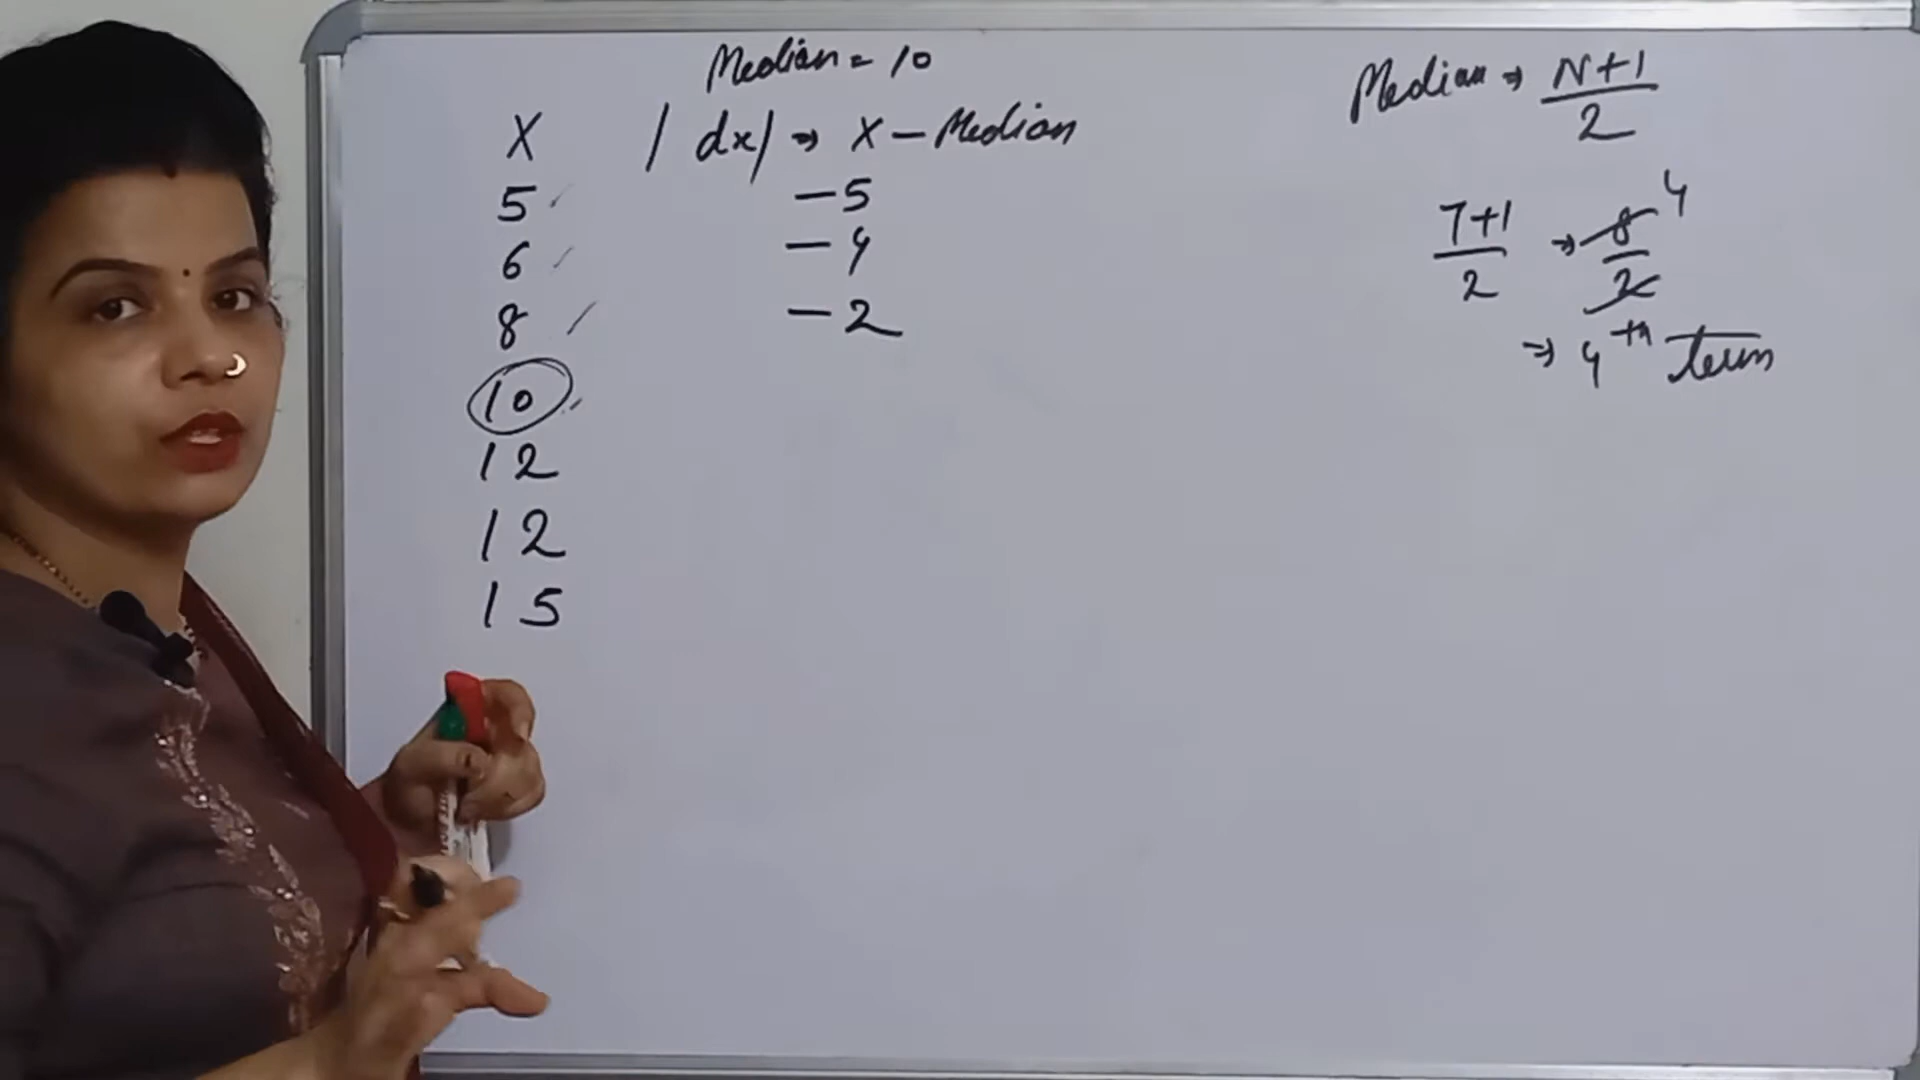 Median = 10
X | dx| ⇒ X – Median
5 – 5
6 – 4
8 – 2
10
12
12
15
Median ⇒ N+1/2
7+1/2 ⇒ 8/2 4
⇒ 4th term